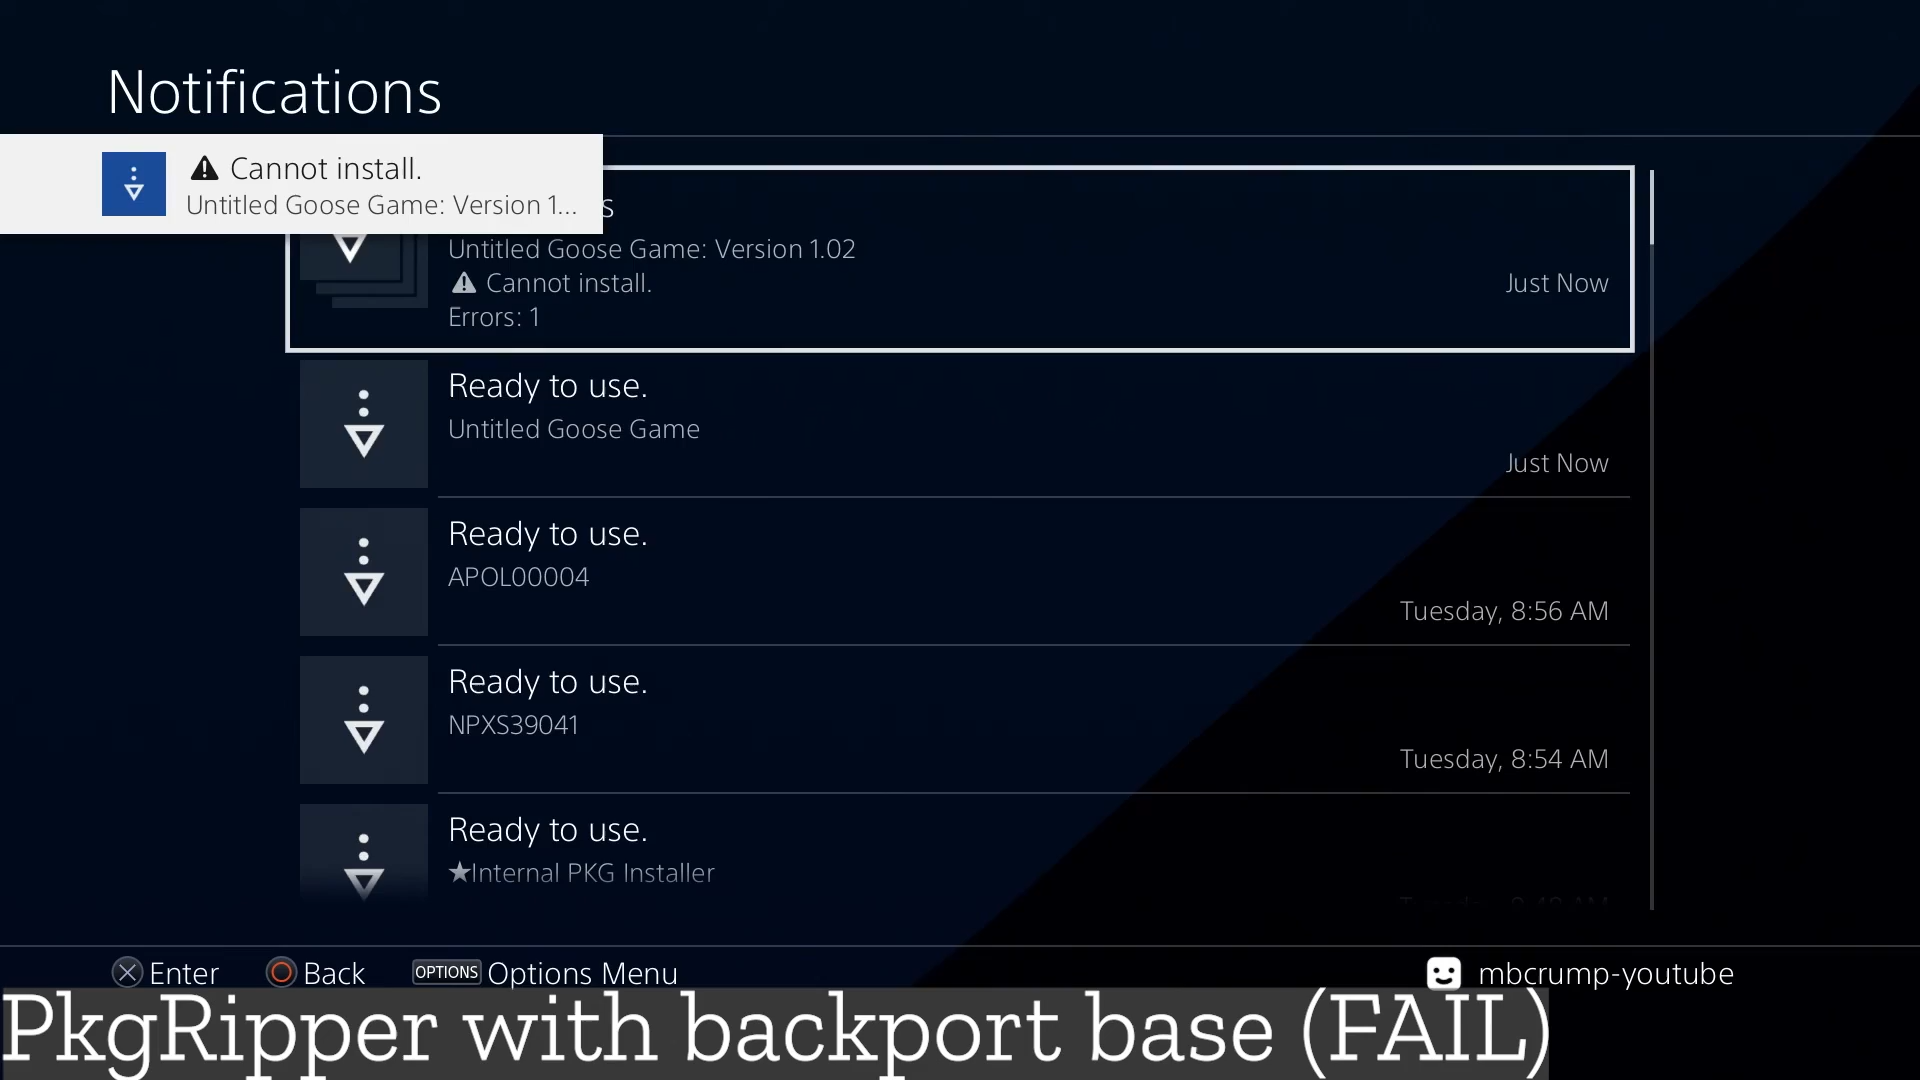 Notifications
Cannot install.
Untitled Goose Game: Version 1...
Untitled Goose Game: Version 1.02
Cannot install.
Just Now
Errors: 1
Ready to use.
Untitled Goose Game
Just Now
Ready to use.
APOL00004
Tuesday, 8:56 AM
Ready to use.
NPXS39041
Tuesday, 8:54 AM
Ready to use.
★Internal PKG Installer
Enter
Back
OPTIONS Options Menu
mbcrump-youtube
PkgRipper with backport base (FAIL)